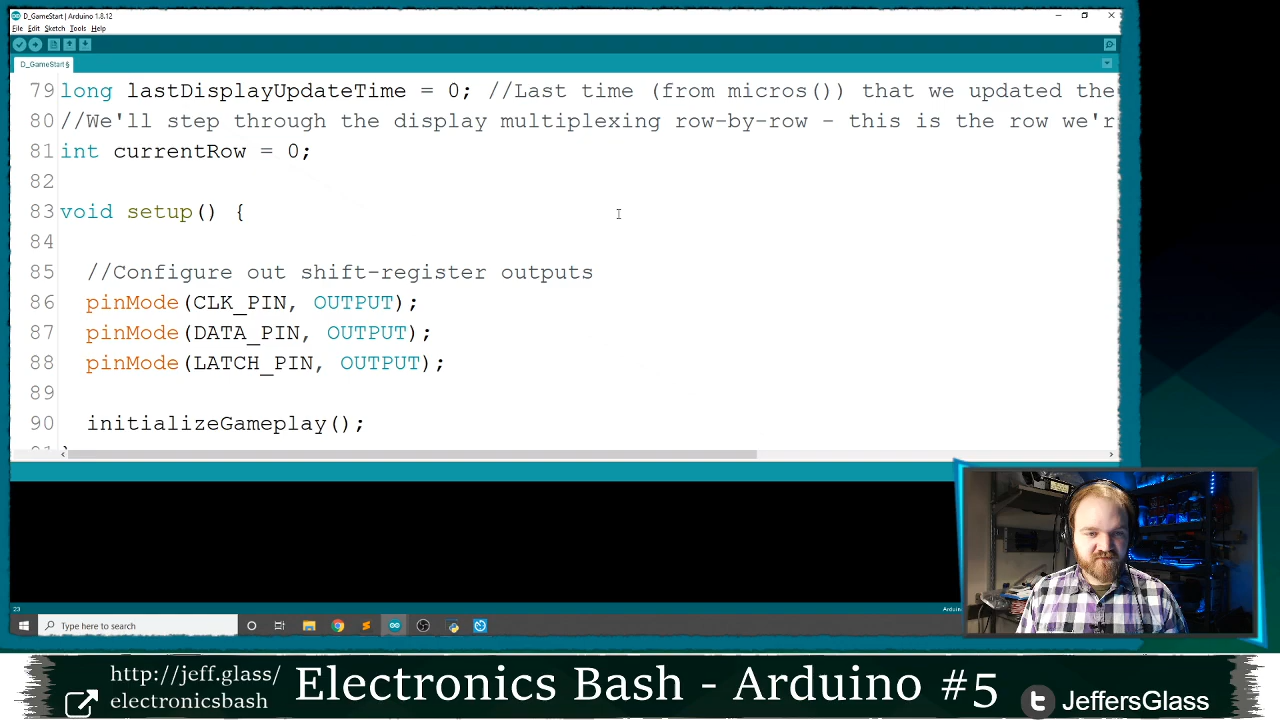 D_GameStart | Arduino 1.8.12
File Edit Sketch Tools Help
D_GameStart §
79 long lastDisplayUpdateTime = 0; //Last time (from micros()) that we updated the
80 //We'll step through the display multiplexing row-by-row - this is the row we'r
81 int currentRow = 0;
82
83 void setup() {
84
85 //Configure out shift-register outputs
86 pinMode(CLK_PIN, OUTPUT);
87 pinMode(DATA_PIN, OUTPUT);
88 pinMode(LATCH_PIN, OUTPUT);
89
90 initializeGameplay();
23 Arduin
Type here to search
http://jeff.glass/
electronicsbash
Electronics Bash - Arduino #5
JeffersGlass